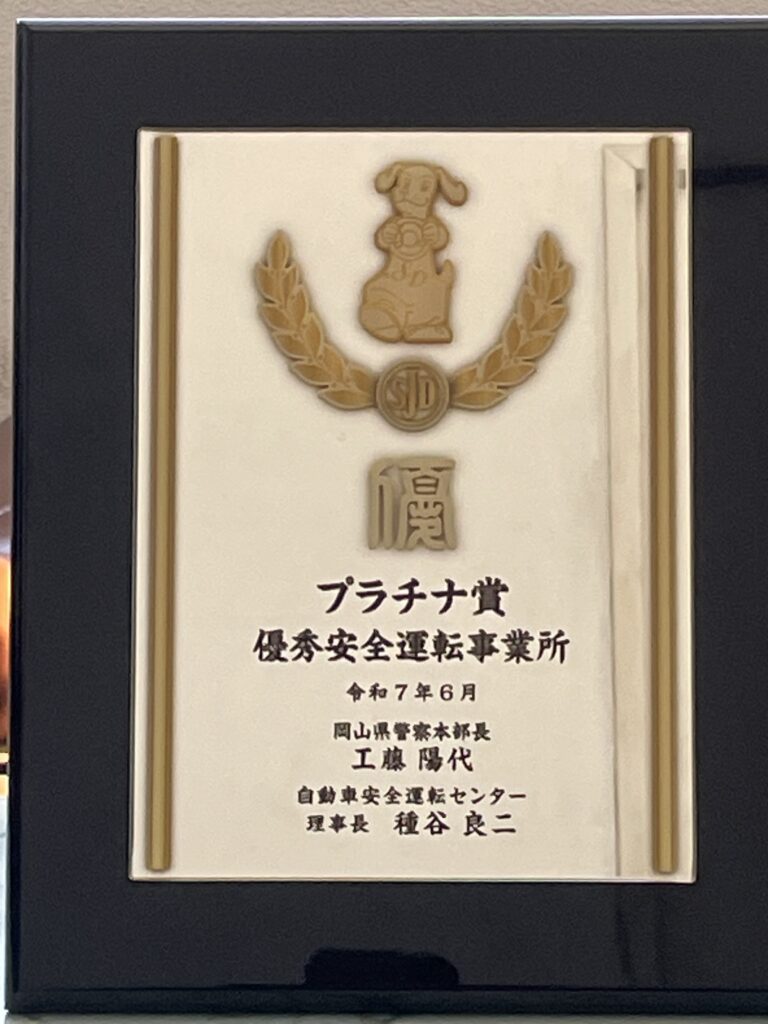 SJD
優
プラチナ賞
優秀安全運転事業所
令和7年6月
岡山県警察本部長
工藤 陽代
自動車安全運転センター
理事長 種谷 良二